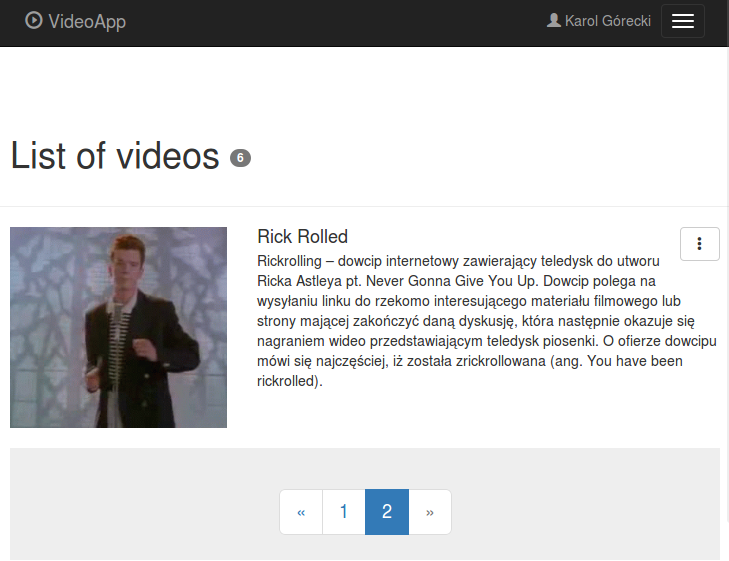 VideoApp
Karol Górecki
List of videos 6
Rick Rolled
Rickrolling – dowcip internetowy zawierający teledysk do utworu
Ricka Astleya pt. Never Gonna Give You Up. Dowcip polega na
wysyłaniu linku do rzekomo interesującego materiału filmowego lub
strony mającej zakończyć daną dyskusję, która następnie okazuje się
nagraniem wideo przedstawiającym teledysk piosenki. O ofierze dowcipu
mówi się najczęściej, iż została zrickrollowana (ang. You have been
rickrolled).
« 1 2 »